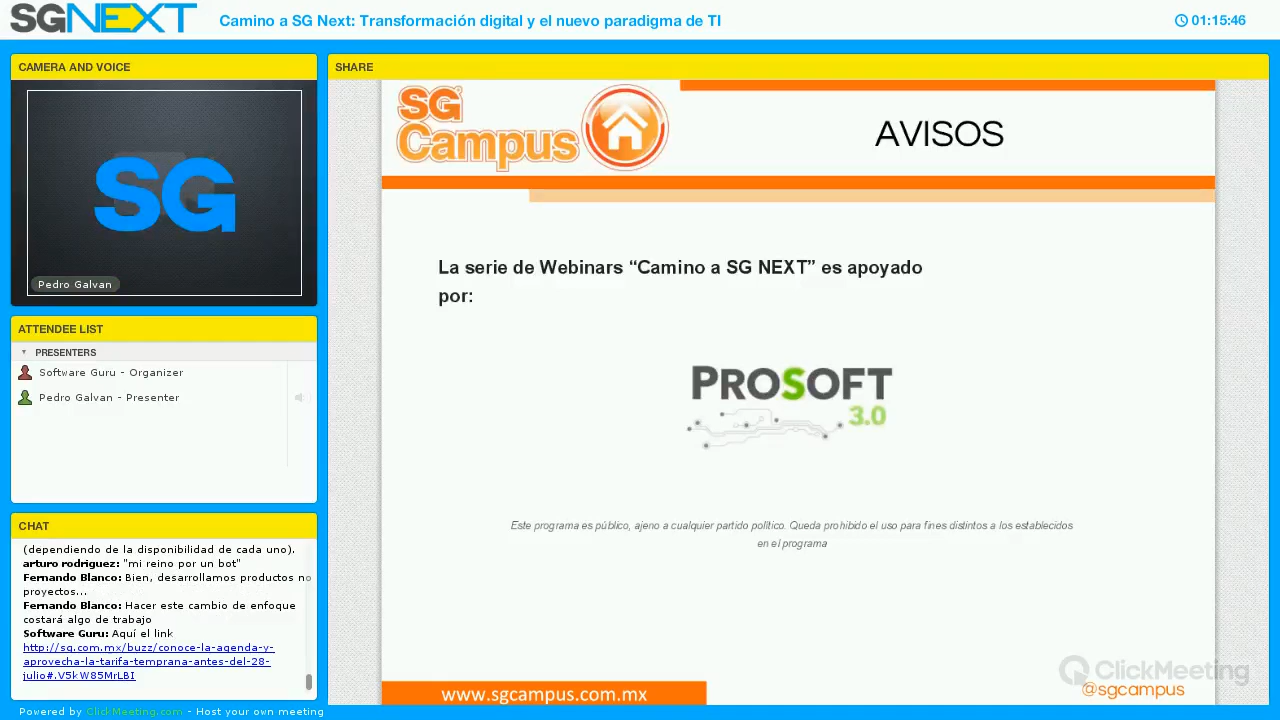 SGNEXT
Camino a SG Next: Transformación digital y el nuevo paradigma de TI
01:15:46
CAMERA AND VOICE
SG
Pedro Galvan
ATTENDEE LIST
PRESENTERS
Software Guru - Organizer
Pedro Galvan - Presenter
CHAT
(dependiendo de la disponibilidad de cada uno).
arturo rodriguez: "mi reino por un bot"
Fernando Blanco: Bien, desarrollamos productos no
proyectos...
Fernando Blanco: Hacer este cambio de enfoque
costará algo de trabajo
Software Guru: Aquí el link
http://sg.com.mx/buzz/conoce-la-agenda-y-
aprovecha-la-tarifa-temprana-antes-del-28-
julio#.V5kW85MrLBI
Powered by ClickMeeting.com - Host your own meeting
SHARE
SG
Campus
AVISOS
La serie de Webinars “Camino a SG NEXT” es apoyado
por:
PROSOFT
3.0
Este programa es público, ajeno a cualquier partido político. Queda prohibido el uso para fines distintos a los establecidos
en el programa
www.sgcampus.com.mx
ClickMeeting
@sgcampus